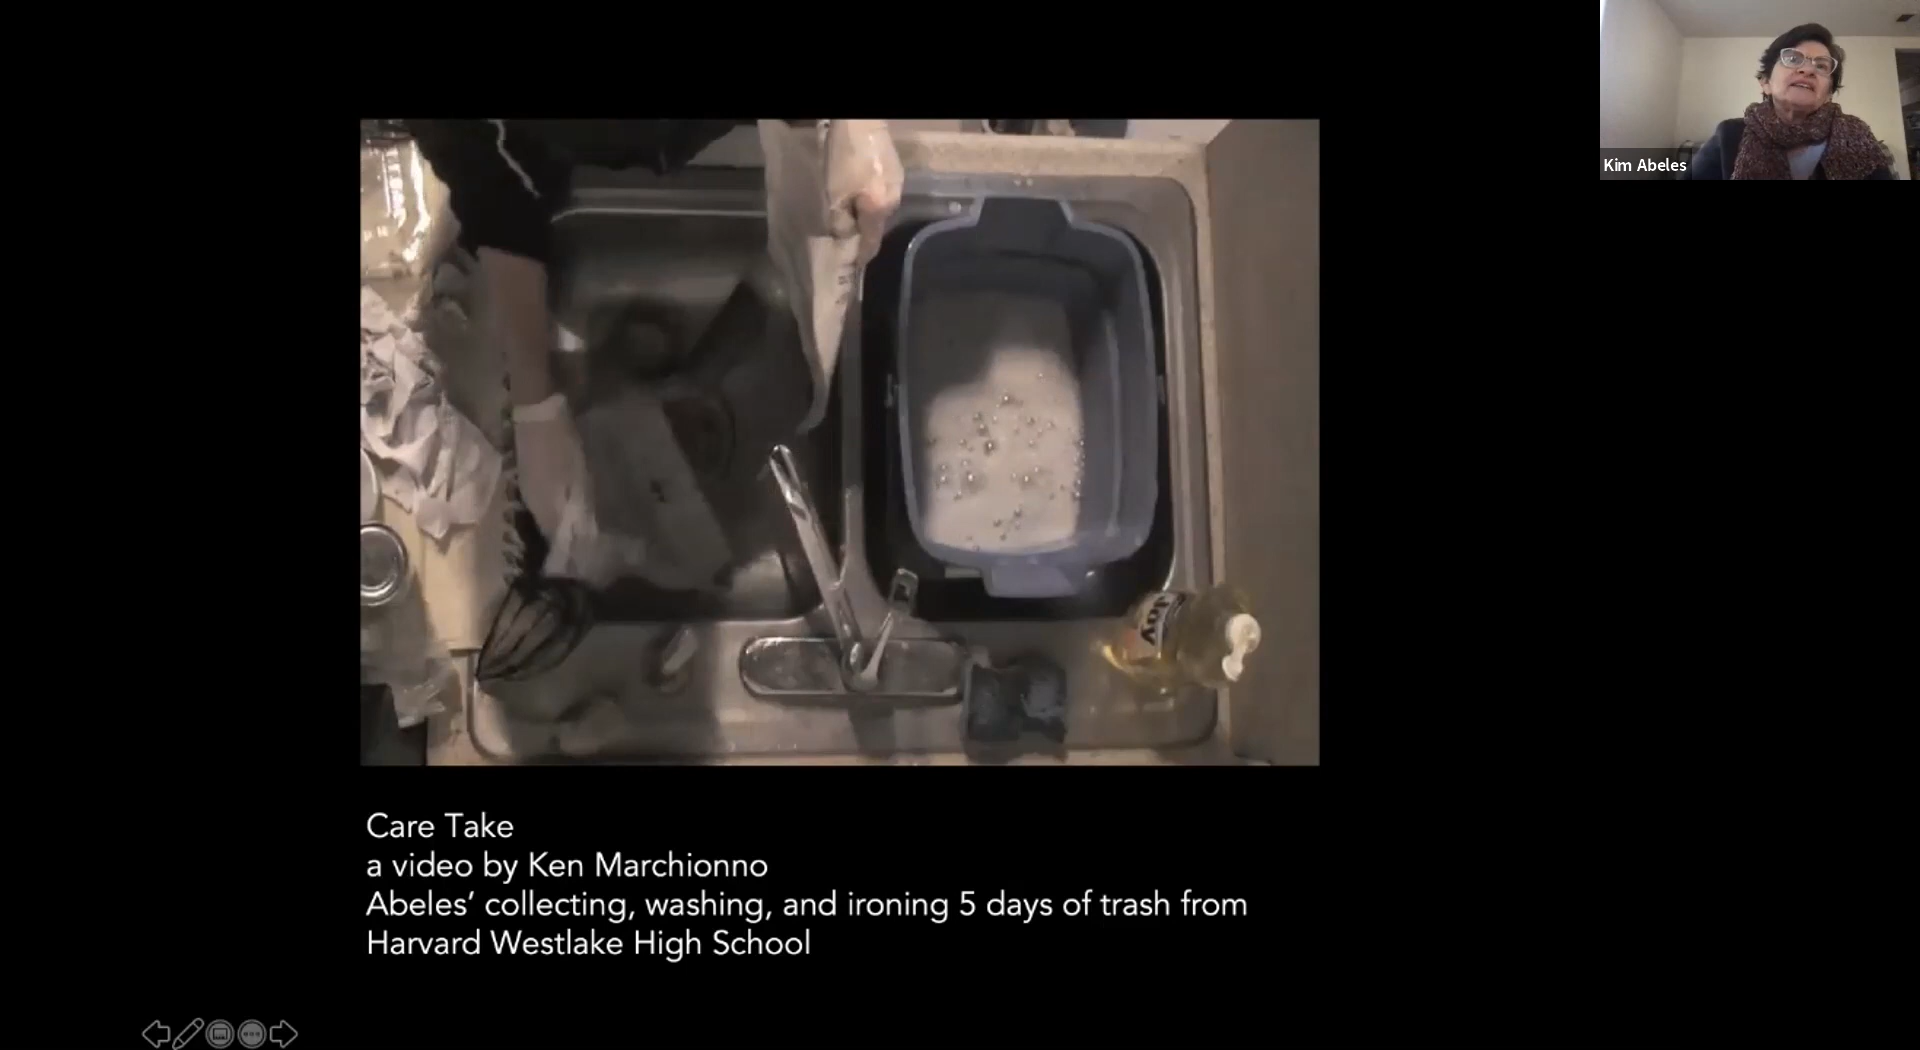 Kim Abeles
Joy
Care Take
a video by Ken Marchionno
Abeles’ collecting, washing, and ironing 5 days of trash from
Harvard Westlake High School